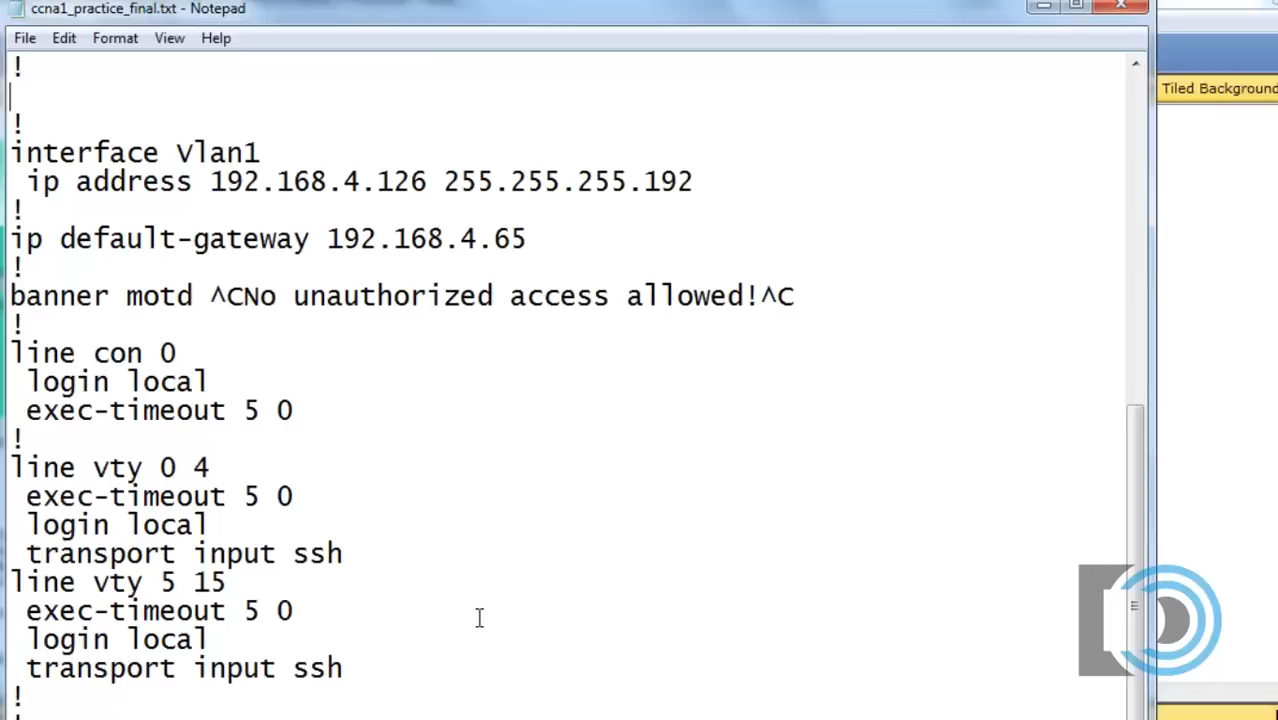 ccna1_practice_final.txt - Notepad
File Edit Format View Help
!
!
interface Vlan1
ip address 192.168.4.126 255.255.255.192
!
ip default-gateway 192.168.4.65
!
banner motd ^CNo unauthorized access allowed!^C
!
line con 0
login local
exec-timeout 5 0
!
line vty 0 4
exec-timeout 5 0
login local
transport input ssh
line vty 5 15
exec-timeout 5 0
login local
transport input ssh
!
Tiled Background